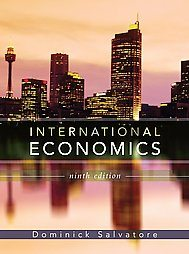 INTERNATIONAL
ECONOMICS
ninth edition
Dominick Salvatore